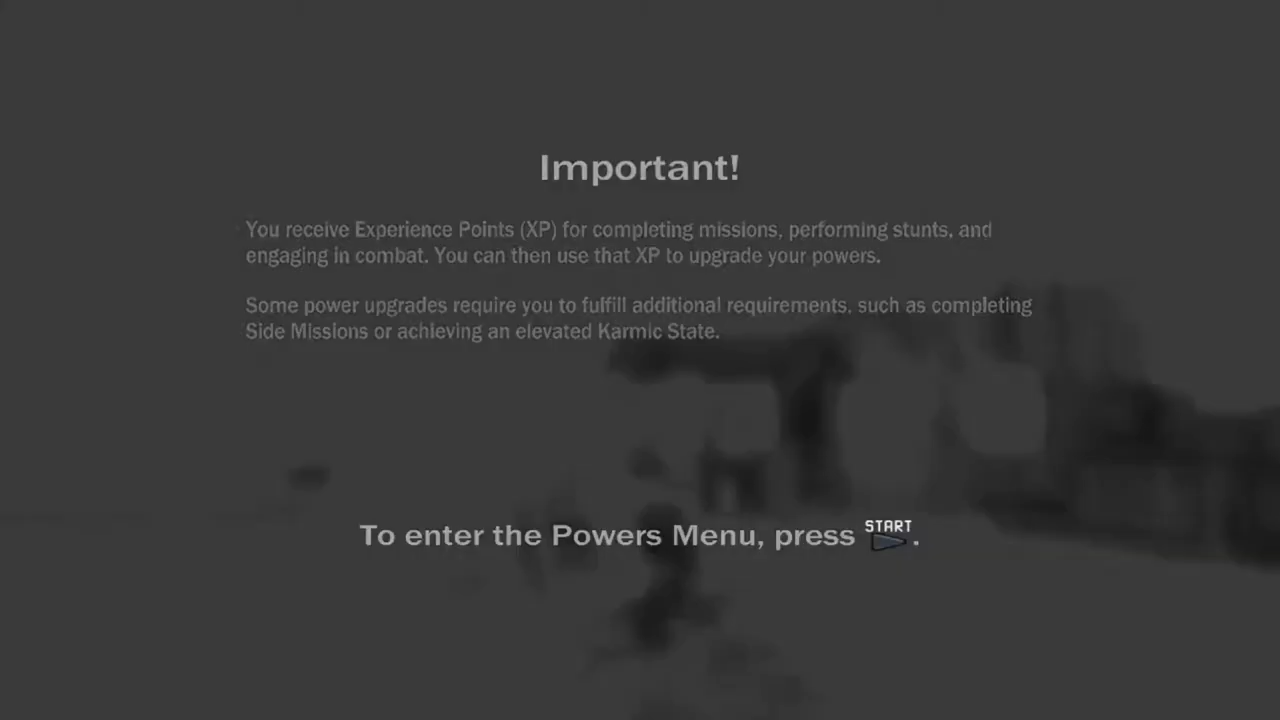 Important!
You receive Experience Points (XP) for completing missions, performing stunts, and
engaging in combat. You can then use that XP to upgrade your powers.
Some power upgrades require you to fulfill additional requirements, such as completing
Side Missions or achieving an elevated Karmic State.
To enter the Powers Menu, press START.